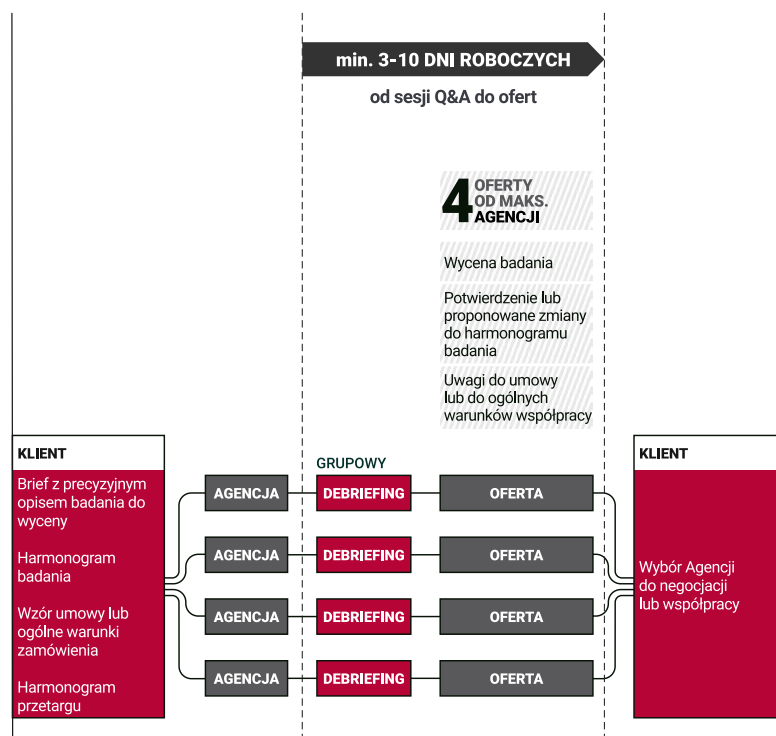 min. 3-10 DNI ROBOCZYCH
od sesji Q&A do ofert
4 OFERTY
OD MAKS.
AGENCJI
Wycena badania
Potwierdzenie lub
proponowane zmiany
do harmonogramu
badania
Uwagi do umowy
lub do ogólnych
warunków współpracy
KLIENT
Brief z precyzyjnym
opisem badania do
wyceny
Harmonogram
badania
Wzór umowy lub
ogólne warunki
zamówienia
Harmonogram
przetargu
GRUPOWY
AGENCJA DEBRIEFING OFERTA
AGENCJA DEBRIEFING OFERTA
AGENCJA DEBRIEFING OFERTA
AGENCJA DEBRIEFING OFERTA
KLIENT
Wybór Agencji
do negocjacji
lub współpracy